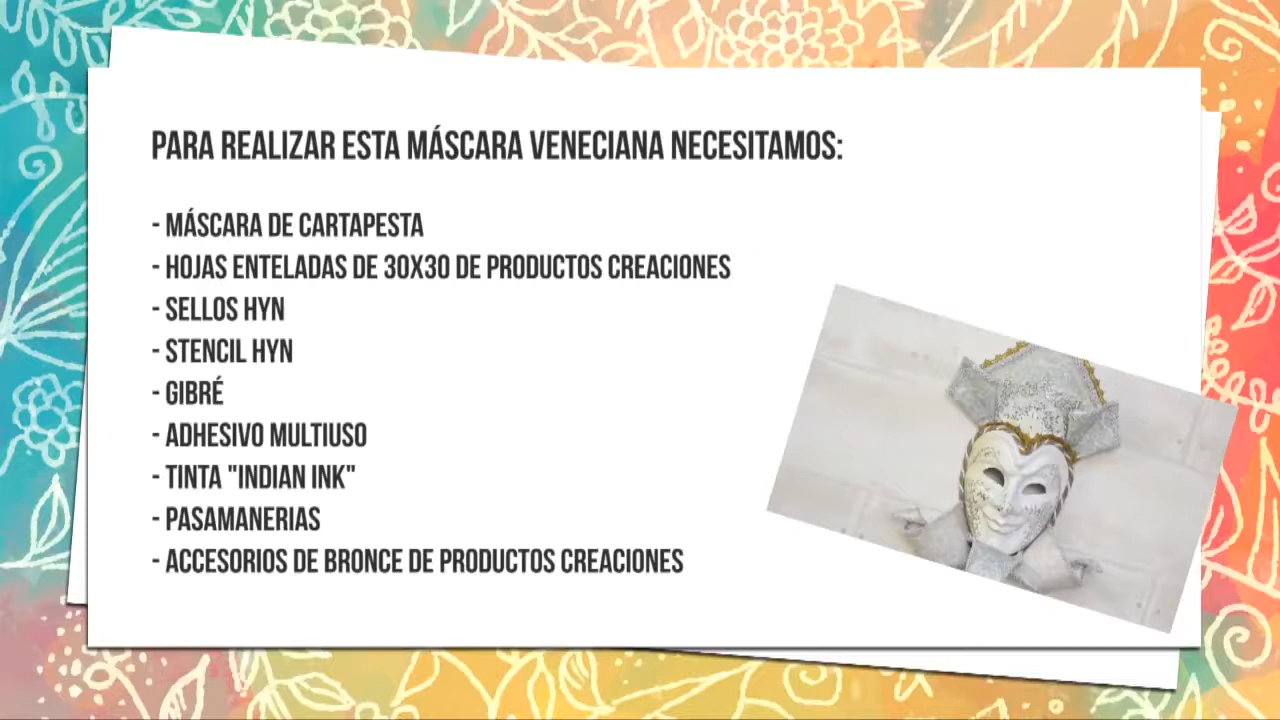 PARA REALIZAR ESTA MÁSCARA VENECIANA NECESITAMOS:
- MÁSCARA DE CARTAPESTA
- HOJAS ENTELADAS DE 30X30 DE PRODUCTOS CREACIONES
- SELLOS HYN
- STENCIL HYN
- GIBRÉ
- ADHESIVO MULTIUSO
- TINTA "INDIAN INK"
- PASAMANERIAS
- ACCESORIOS DE BRONCE DE PRODUCTOS CREACIONES